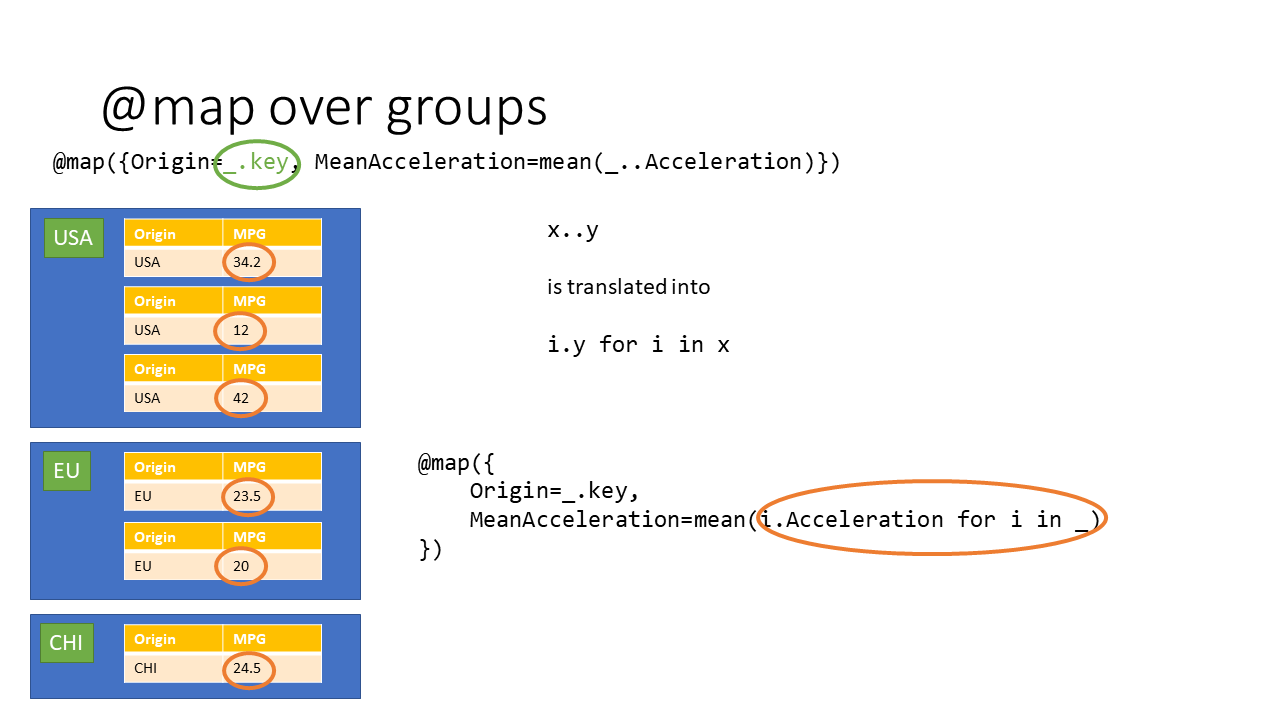 @map over groups
@map({Origin=_.key, MeanAcceleration=mean(_..Acceleration)})
USA
Origin MPG
USA 34.2
Origin MPG
USA 12
Origin MPG
USA 42
x..y
is translated into
i.y for i in x
EU
Origin MPG
EU 23.5
Origin MPG
EU 20
@map({
Origin=_.key,
MeanAcceleration=mean(i.Acceleration for i in _)
})
CHI
Origin MPG
CHI 24.5